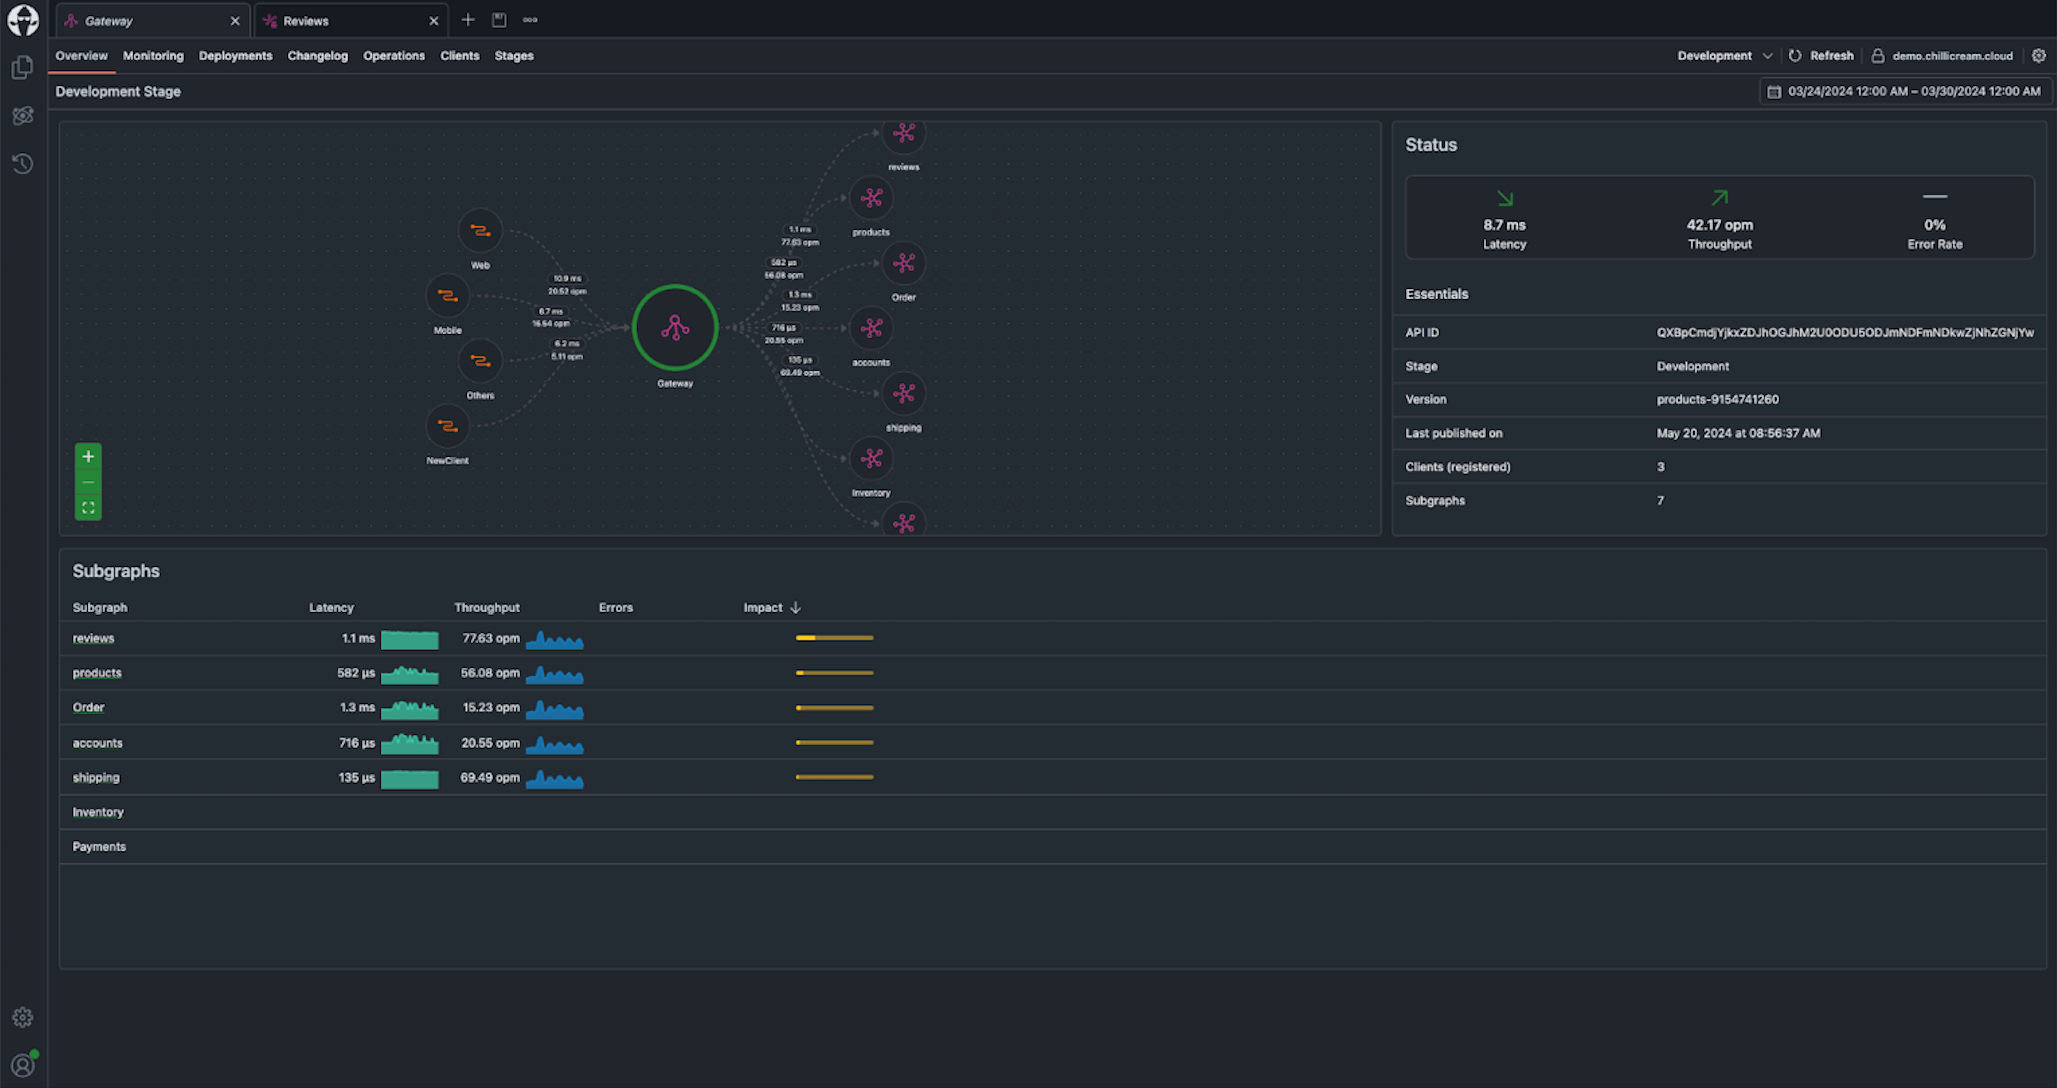 Gateway
Reviews
Overview Monitoring Deployments Changelog Operations Clients Stages
Development Refresh demo.chillicream.cloud
Development Stage
03/24/2024 12:00 AM – 03/30/2024 12:00 AM
reviews
products
Order
accounts
shipping
Inventory
Web
Mobile
Others
NewClient
Gateway
10.9 ms
20.52 opm
6.7 ms
16.54 opm
6.2 ms
5.11 opm
1.1 ms
77.63 opm
582 µs
56.08 opm
1.3 ms
15.23 opm
716 µs
20.55 opm
135 µs
69.49 opm
Status
8.7 ms 42.17 opm 0%
Latency Throughput Error Rate
Essentials
API ID QXBpCmdjYjkxZDJhOGJhM2U0ODU5ODJmNDFmNDkwZjNhZGNjYw
Stage Development
Version products-9154741260
Last published on May 20, 2024 at 08:56:37 AM
Clients (registered) 3
Subgraphs 7
Subgraphs
Subgraph Latency Throughput Errors Impact
reviews 1.1 ms 77.63 opm
products 582 µs 56.08 opm
Order 1.3 ms 15.23 opm
accounts 716 µs 20.55 opm
shipping 135 µs 69.49 opm
Inventory
Payments